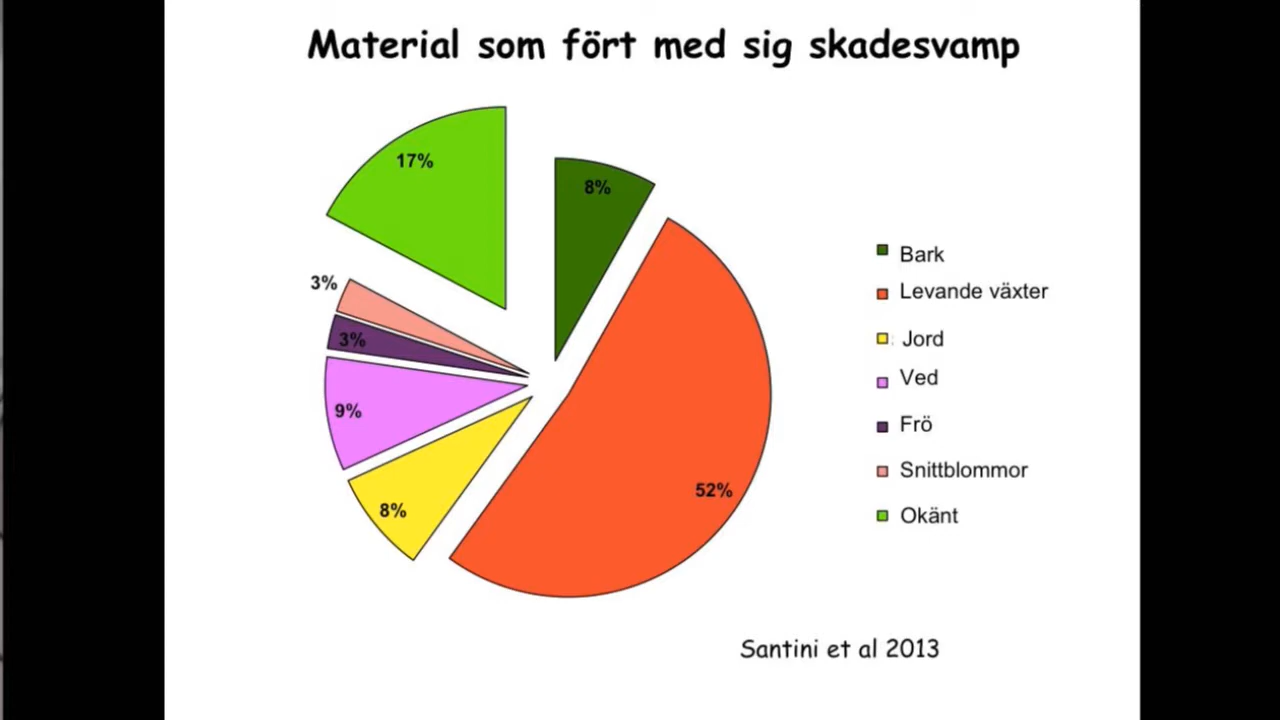 Material som fört med sig skadesvamp
17%
8%
3%
3%
9%
8%
52%
Bark
Levande växter
Jord
Ved
Frö
Snittblommor
Okänt
Santini et al 2013